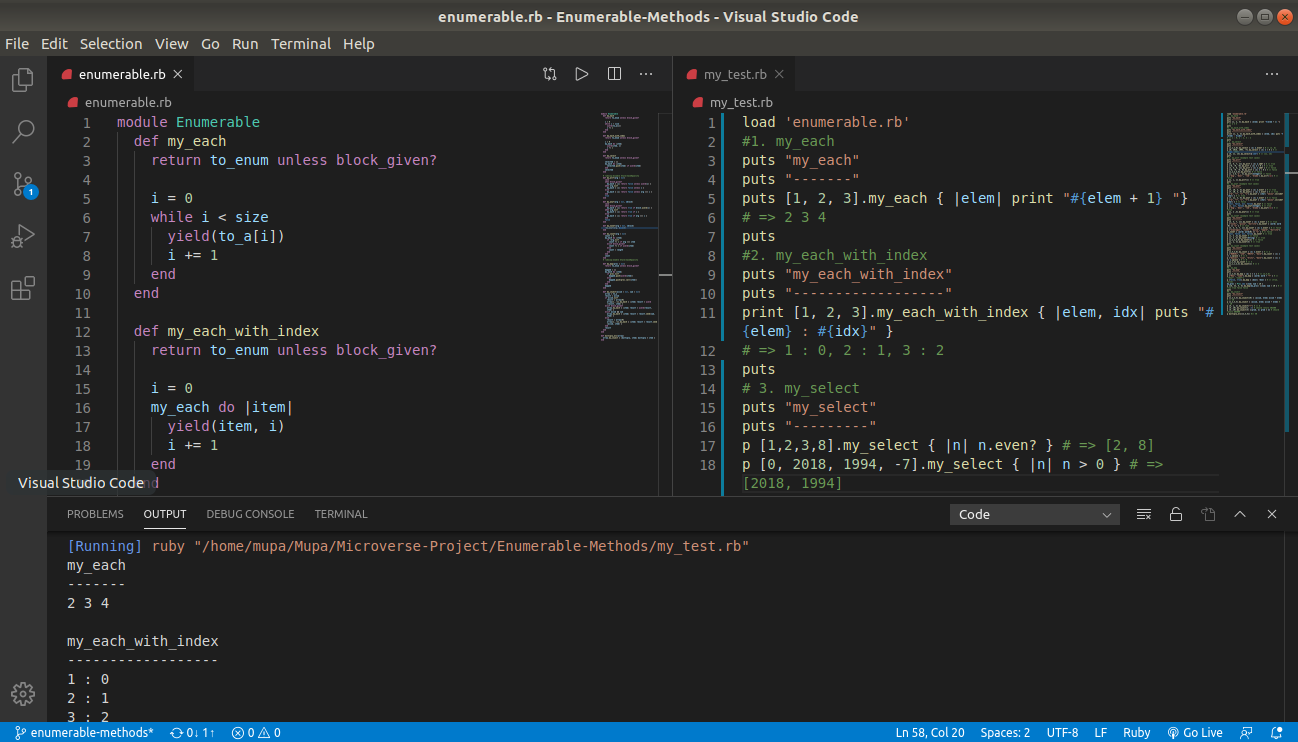 enumerable.rb - Enumerable-Methods - Visual Studio Code
File Edit Selection View Go Run Terminal Help
enumerable.rb
my_test.rb
enumerable.rb
1 module Enumerable
2 def my_each
3 return to_enum unless block_given?
4
5 i = 0
6 while i < size
7 yield(to_a[i])
8 i += 1
9 end
10 end
11
12 def my_each_with_index
13 return to_enum unless block_given?
14
15 i = 0
16 my_each do |item|
17 yield(item, i)
18 i += 1
19 end
Visual Studio Code
my_test.rb
1 load 'enumerable.rb'
2 #1. my_each
3 puts "my_each"
4 puts "-------"
5 puts [1, 2, 3].my_each { |elem| print "#{elem + 1} "}
6 # => 2 3 4
7 puts
8 #2. my_each_with_index
9 puts "my_each_with_index"
10 puts "------------------"
11 print [1, 2, 3].my_each_with_index { |elem, idx| puts "#
{elem} : #{idx}" }
12 # => 1 : 0, 2 : 1, 3 : 2
13 puts
14 # 3. my_select
15 puts "my_select"
16 puts "---------"
17 p [1,2,3,8].my_select { |n| n.even? } # => [2, 8]
18 p [0, 2018, 1994, -7].my_select { |n| n > 0 } # =>
[2018, 1994]
PROBLEMS OUTPUT DEBUG CONSOLE TERMINAL
Code
[Running] ruby "/home/mupa/Mupa/Microverse-Project/Enumerable-Methods/my_test.rb"
my_each
-------
2 3 4
my_each_with_index
------------------
1 : 0
2 : 1
3 : 2
1
enumerable-methods* 0↓ 1↑ 0 0 Ln 58, Col 20 Spaces: 2 UTF-8 LF Ruby Go Live